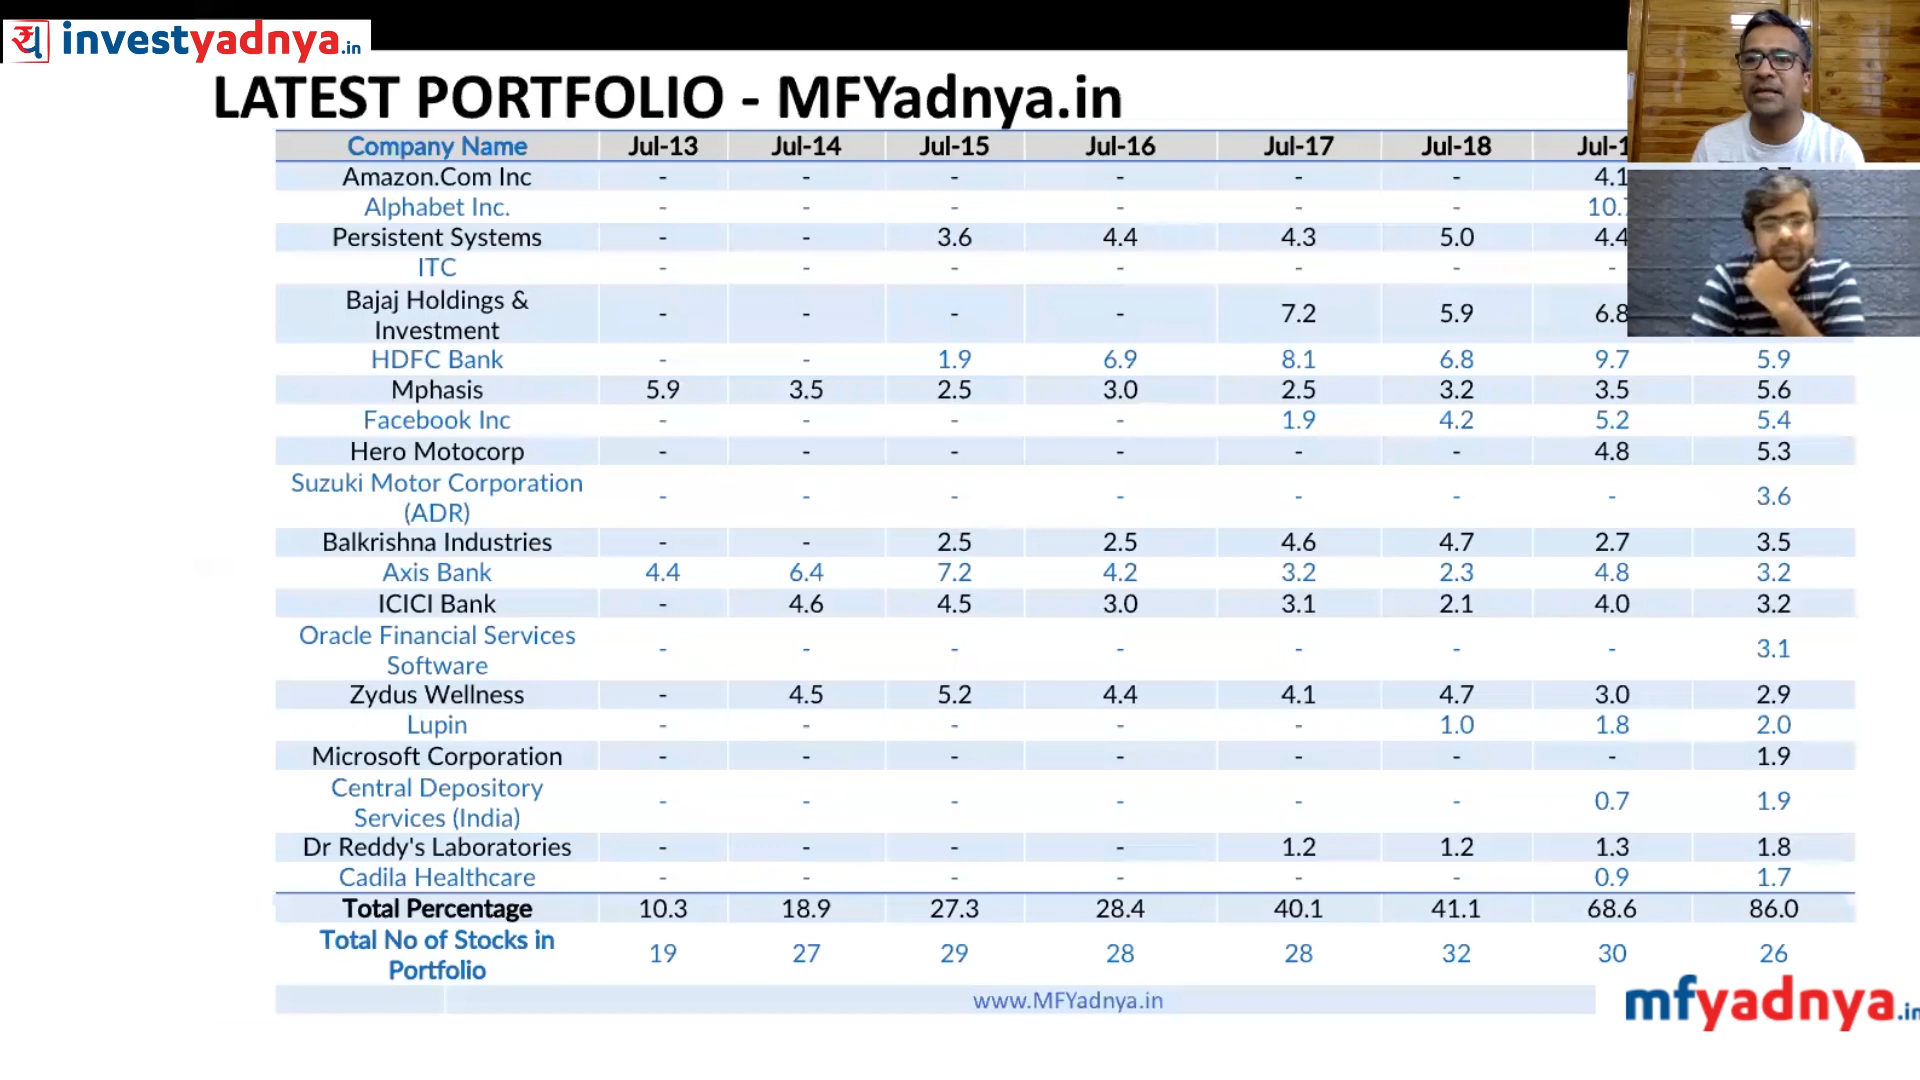 investyadnya.in
LATEST PORTFOLIO - MFYadnya.in
Company Name Jul-13 Jul-14 Jul-15 Jul-16 Jul-17 Jul-18 Jul-1
Amazon.Com Inc - - - - - - 4.1
Alphabet Inc. - - - - - - 10.
Persistent Systems - - 3.6 4.4 4.3 5.0 4.4
ITC - - - - - - -
Bajaj Holdings &
Investment - - - - 7.2 5.9 6.8
HDFC Bank - - 1.9 6.9 8.1 6.8 9.7 5.9
Mphasis 5.9 3.5 2.5 3.0 2.5 3.2 3.5 5.6
Facebook Inc - - - - 1.9 4.2 5.2 5.4
Hero Motocorp - - - - - - 4.8 5.3
Suzuki Motor Corporation
(ADR) - - - - - - - 3.6
Balkrishna Industries - - 2.5 2.5 4.6 4.7 2.7 3.5
Axis Bank 4.4 6.4 7.2 4.2 3.2 2.3 4.8 3.2
ICICI Bank - 4.6 4.5 3.0 3.1 2.1 4.0 3.2
Oracle Financial Services
Software - - - - - - - 3.1
Zydus Wellness - 4.5 5.2 4.4 4.1 4.7 3.0 2.9
Lupin - - - - - 1.0 1.8 2.0
Microsoft Corporation - - - - - - - 1.9
Central Depository
Services (India) - - - - - - 0.7 1.9
Dr Reddy's Laboratories - - - - 1.2 1.2 1.3 1.8
Cadila Healthcare - - - - - - 0.9 1.7
Total Percentage 10.3 18.9 27.3 28.4 40.1 41.1 68.6 86.0
Total No of Stocks in
Portfolio 19 27 29 28 28 32 30 26
www.MFYadnya.in
mfyadnya.in